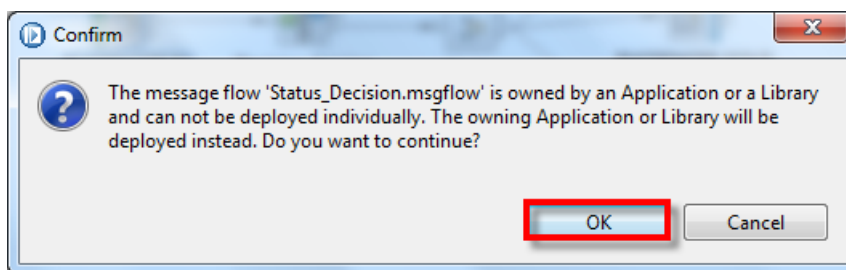 Confirm
The message flow 'Status_Decision.msgflow' is owned by an Application or a Library
and can not be deployed individually. The owning Application or Library will be
deployed instead. Do you want to continue?
OK
Cancel